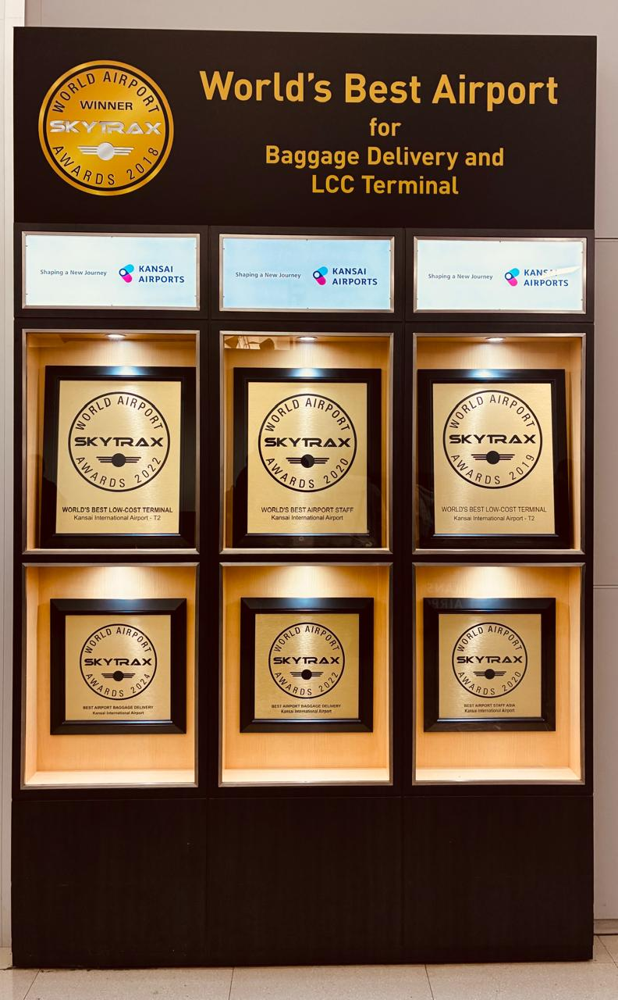 WORLD AIRPORT
WINNER
SKYTRAX
AWARDS 2018
World's Best Airport
for
Baggage Delivery and
LCC Terminal
Shaping a New Journey
KANSAI
AIRPORTS
Shaping a New Journey
KANSAI
AIRPORTS
Shaping a New Journey
KANSAI
AIRPORTS
WORLD AIRPORT
SKYTRAX
AWARDS 2022
WORLD'S BEST LOW-COST TERMINAL
Kansai International Airport - T2
WORLD AIRPORT
SKYTRAX
AWARDS 2020
WORLD'S BEST AIRPORT STAFF
Kansai International Airport
WORLD AIRPORT
SKYTRAX
AWARDS 2019
WORLD'S BEST LOW-COST TERMINAL
Kansai International Airport - T2
WORLD AIRPORT
SKYTRAX
AWARDS 2024
BEST AIRPORT BAGGAGE DELIVERY
Kansai International Airport
WORLD AIRPORT
SKYTRAX
AWARDS 2022
BEST AIRPORT BAGGAGE DELIVERY
Kansai International Airport
WORLD AIRPORT
SKYTRAX
AWARDS 2020
BEST AIRPORT STAFF ASIA
Kansai International Airport